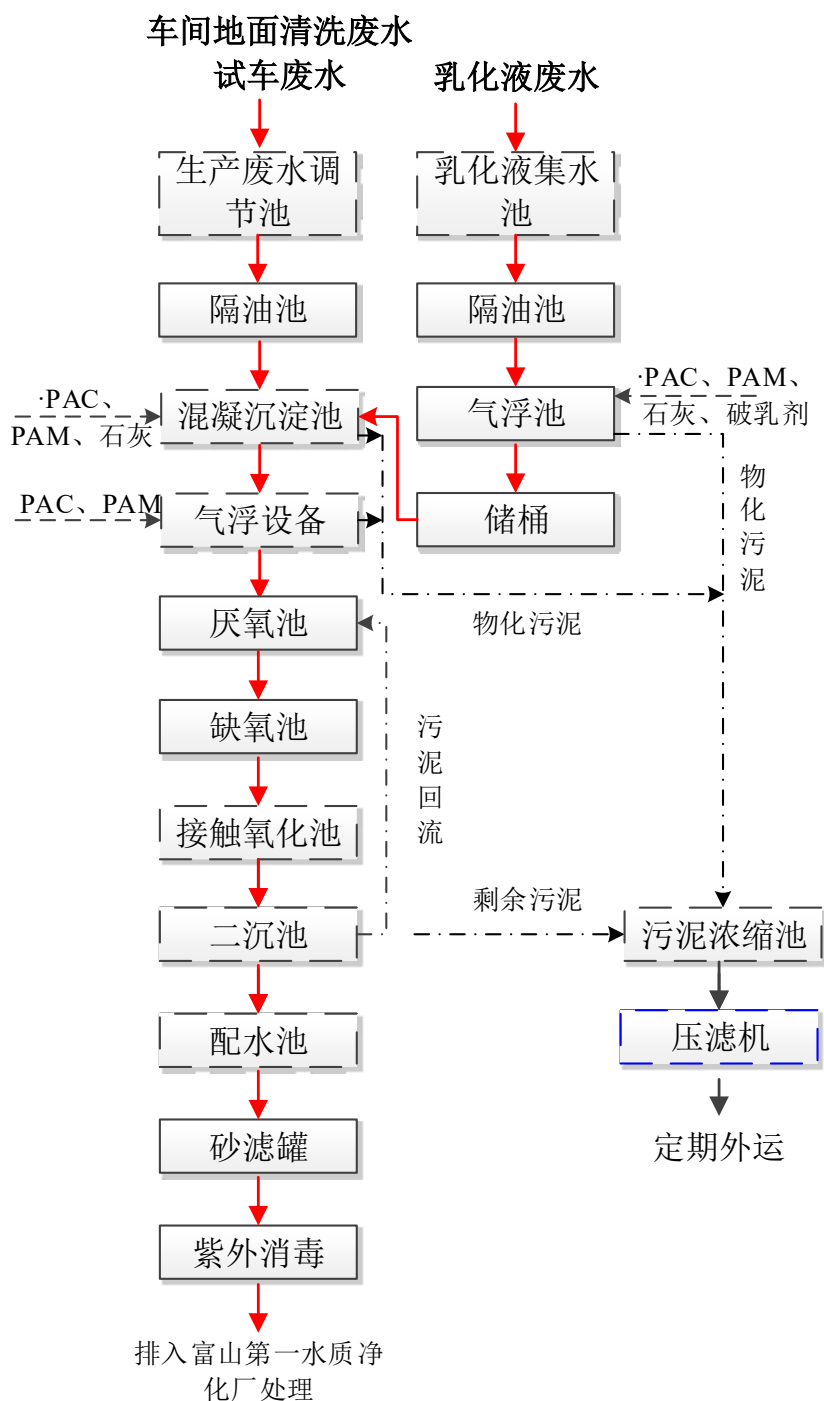 车间地面清洗废水
试车废水
乳化液废水
生产废水调
节池
乳化液集水
池
隔油池
隔油池
·PAC、
PAM、石灰
混凝沉淀池
气浮池
·PAC、PAM、
石灰、破乳剂
PAC、PAM
气浮设备
储桶
物
化
污
泥
厌氧池
物化污泥
缺氧池
污
泥
回
流
接触氧化池
二沉池
剩余污泥
污泥浓缩池
配水池
压滤机
砂滤罐
定期外运
紫外消毒
排入富山第一水质净
化厂处理